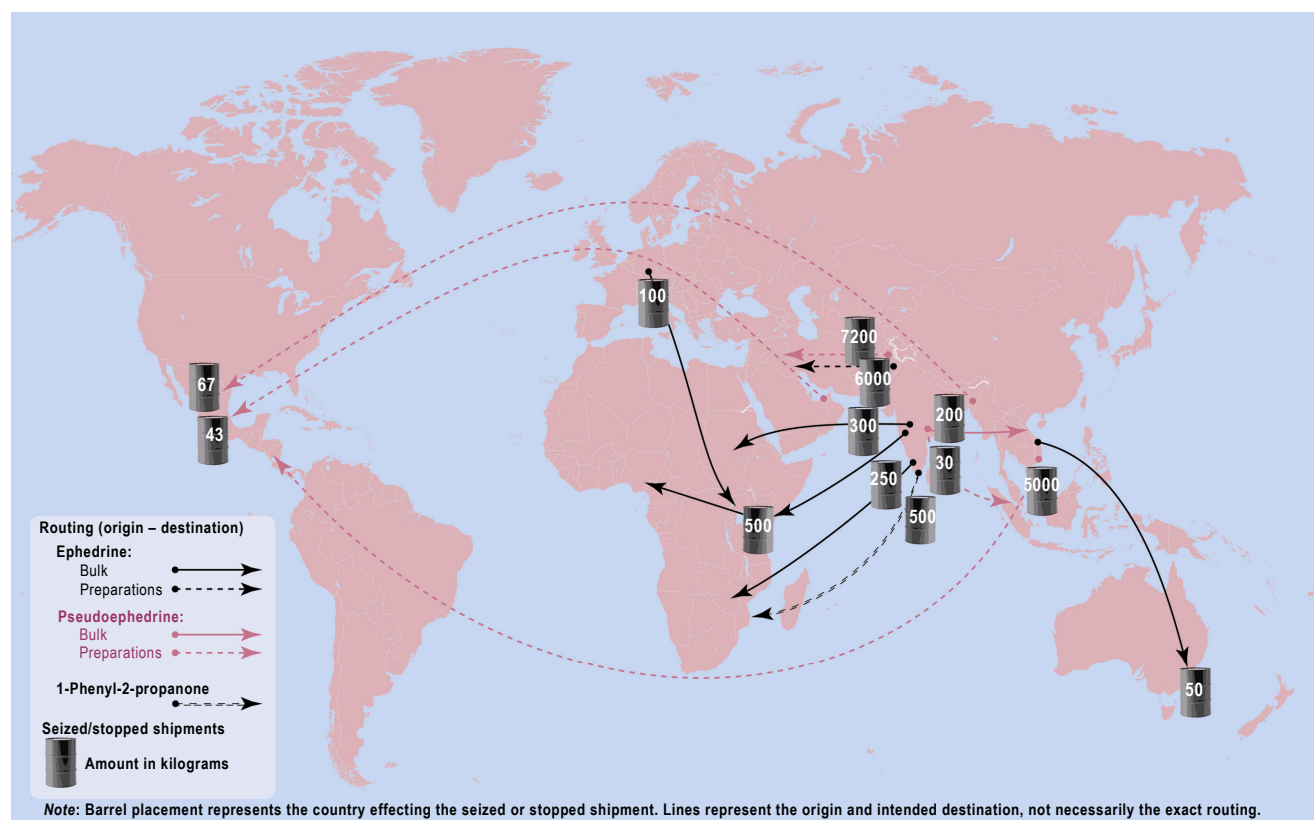 100
7200
6000
67
43
300
200
250
30
5000
500
500
50
Routing (origin – destination)
Ephedrine:
Bulk
Preparations
Pseudoephedrine:
Bulk
Preparations
1-Phenyl-2-propanone
Seized/stopped shipments
Amount in kilograms
Note: Barrel placement represents the country effecting the seized or stopped shipment. Lines represent the origin and intended destination, not necessarily the exact routing.